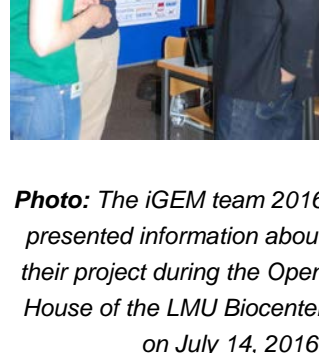 Photo: The iGEM team 2016
presented information about
their project during the Open
House of the LMU Biocenter
on July 14, 2016